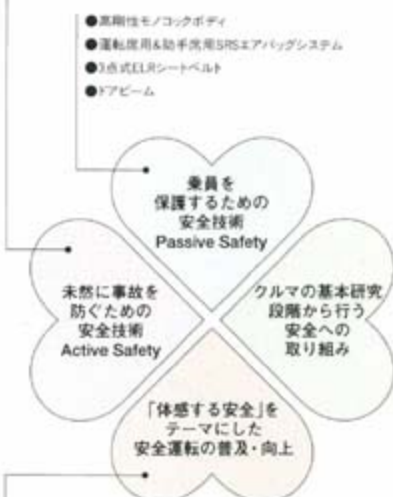 ●高剛性モノコックボディ
●運転席用&助手席用SRSエアバッグシステム
●3点式ELRシートベルト
●ドアビーム
乗員を
保護するための
安全技術
Passive Safety
未然に事故を
防ぐための
安全技術
Active Safety
クルマの基本研究
段階から行う
安全への
取り組み
「体感する安全」を
テーマにした
安全運転の普及・向上